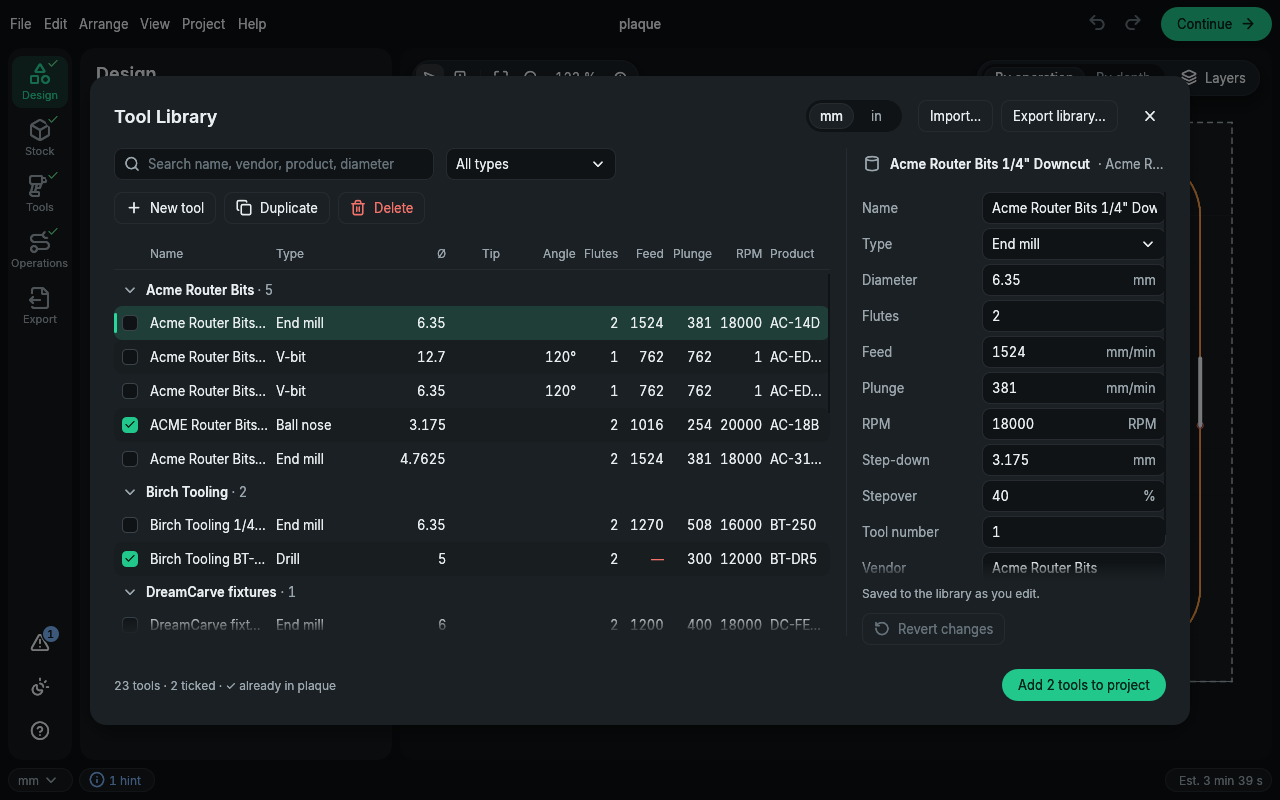 File Edit Arrange View Project Help
plaque
Continue
Design
Design
By operation By depth
Layers
Stock
Tools
Operations
Export
1
Tool Library
mm in
Import...
Export library...
Search name, vendor, product, diameter
All types
New tool
Duplicate
Delete
Name Type Ø Tip Angle Flutes Feed Plunge RPM Product
Acme Router Bits · 5
Acme Router Bits... End mill 6.35 2 1524 381 18000 AC-14D
Acme Router Bits... V-bit 12.7 120° 1 762 762 1 AC-ED...
Acme Router Bits... V-bit 6.35 120° 1 762 762 1 AC-ED...
ACME Router Bits... Ball nose 3.175 2 1016 254 20000 AC-18B
Acme Router Bits... End mill 4.7625 2 1524 381 18000 AC-31...
Birch Tooling · 2
Birch Tooling 1/4... End mill 6.35 2 1270 508 16000 BT-250
Birch Tooling BT-... Drill 5 2 — 300 12000 BT-DR5
DreamCarve fixtures · 1
DreamCarve fixt... End mill 6 2 1200 400 18000 DC-FE...
23 tools · 2 ticked · ✓ already in plaque
Acme Router Bits 1/4" Downcut · Acme R...
Name Acme Router Bits 1/4" Dow
Type End mill
Diameter 6.35 mm
Flutes 2
Feed 1524 mm/min
Plunge 381 mm/min
RPM 18000 RPM
Step-down 3.175 mm
Stepover 40 %
Tool number 1
Vendor Acme Router Bits
Saved to the library as you edit.
Revert changes
Add 2 tools to project
mm
1 hint
Est. 3 min 39 s